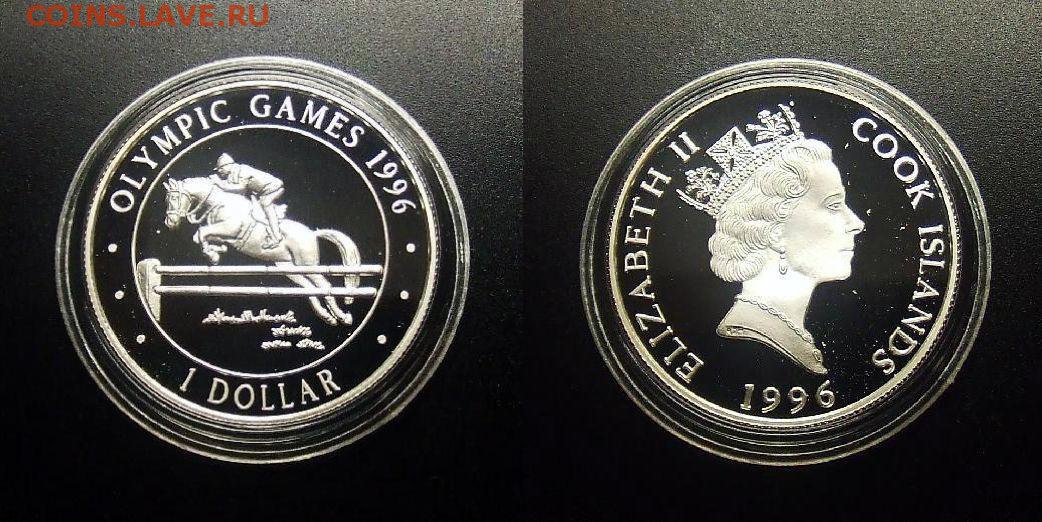 COINS.LAVE.RU
OLYMPIC GAMES 1996
1 DOLLAR
ELIZABETH II
COOK ISLANDS
1996